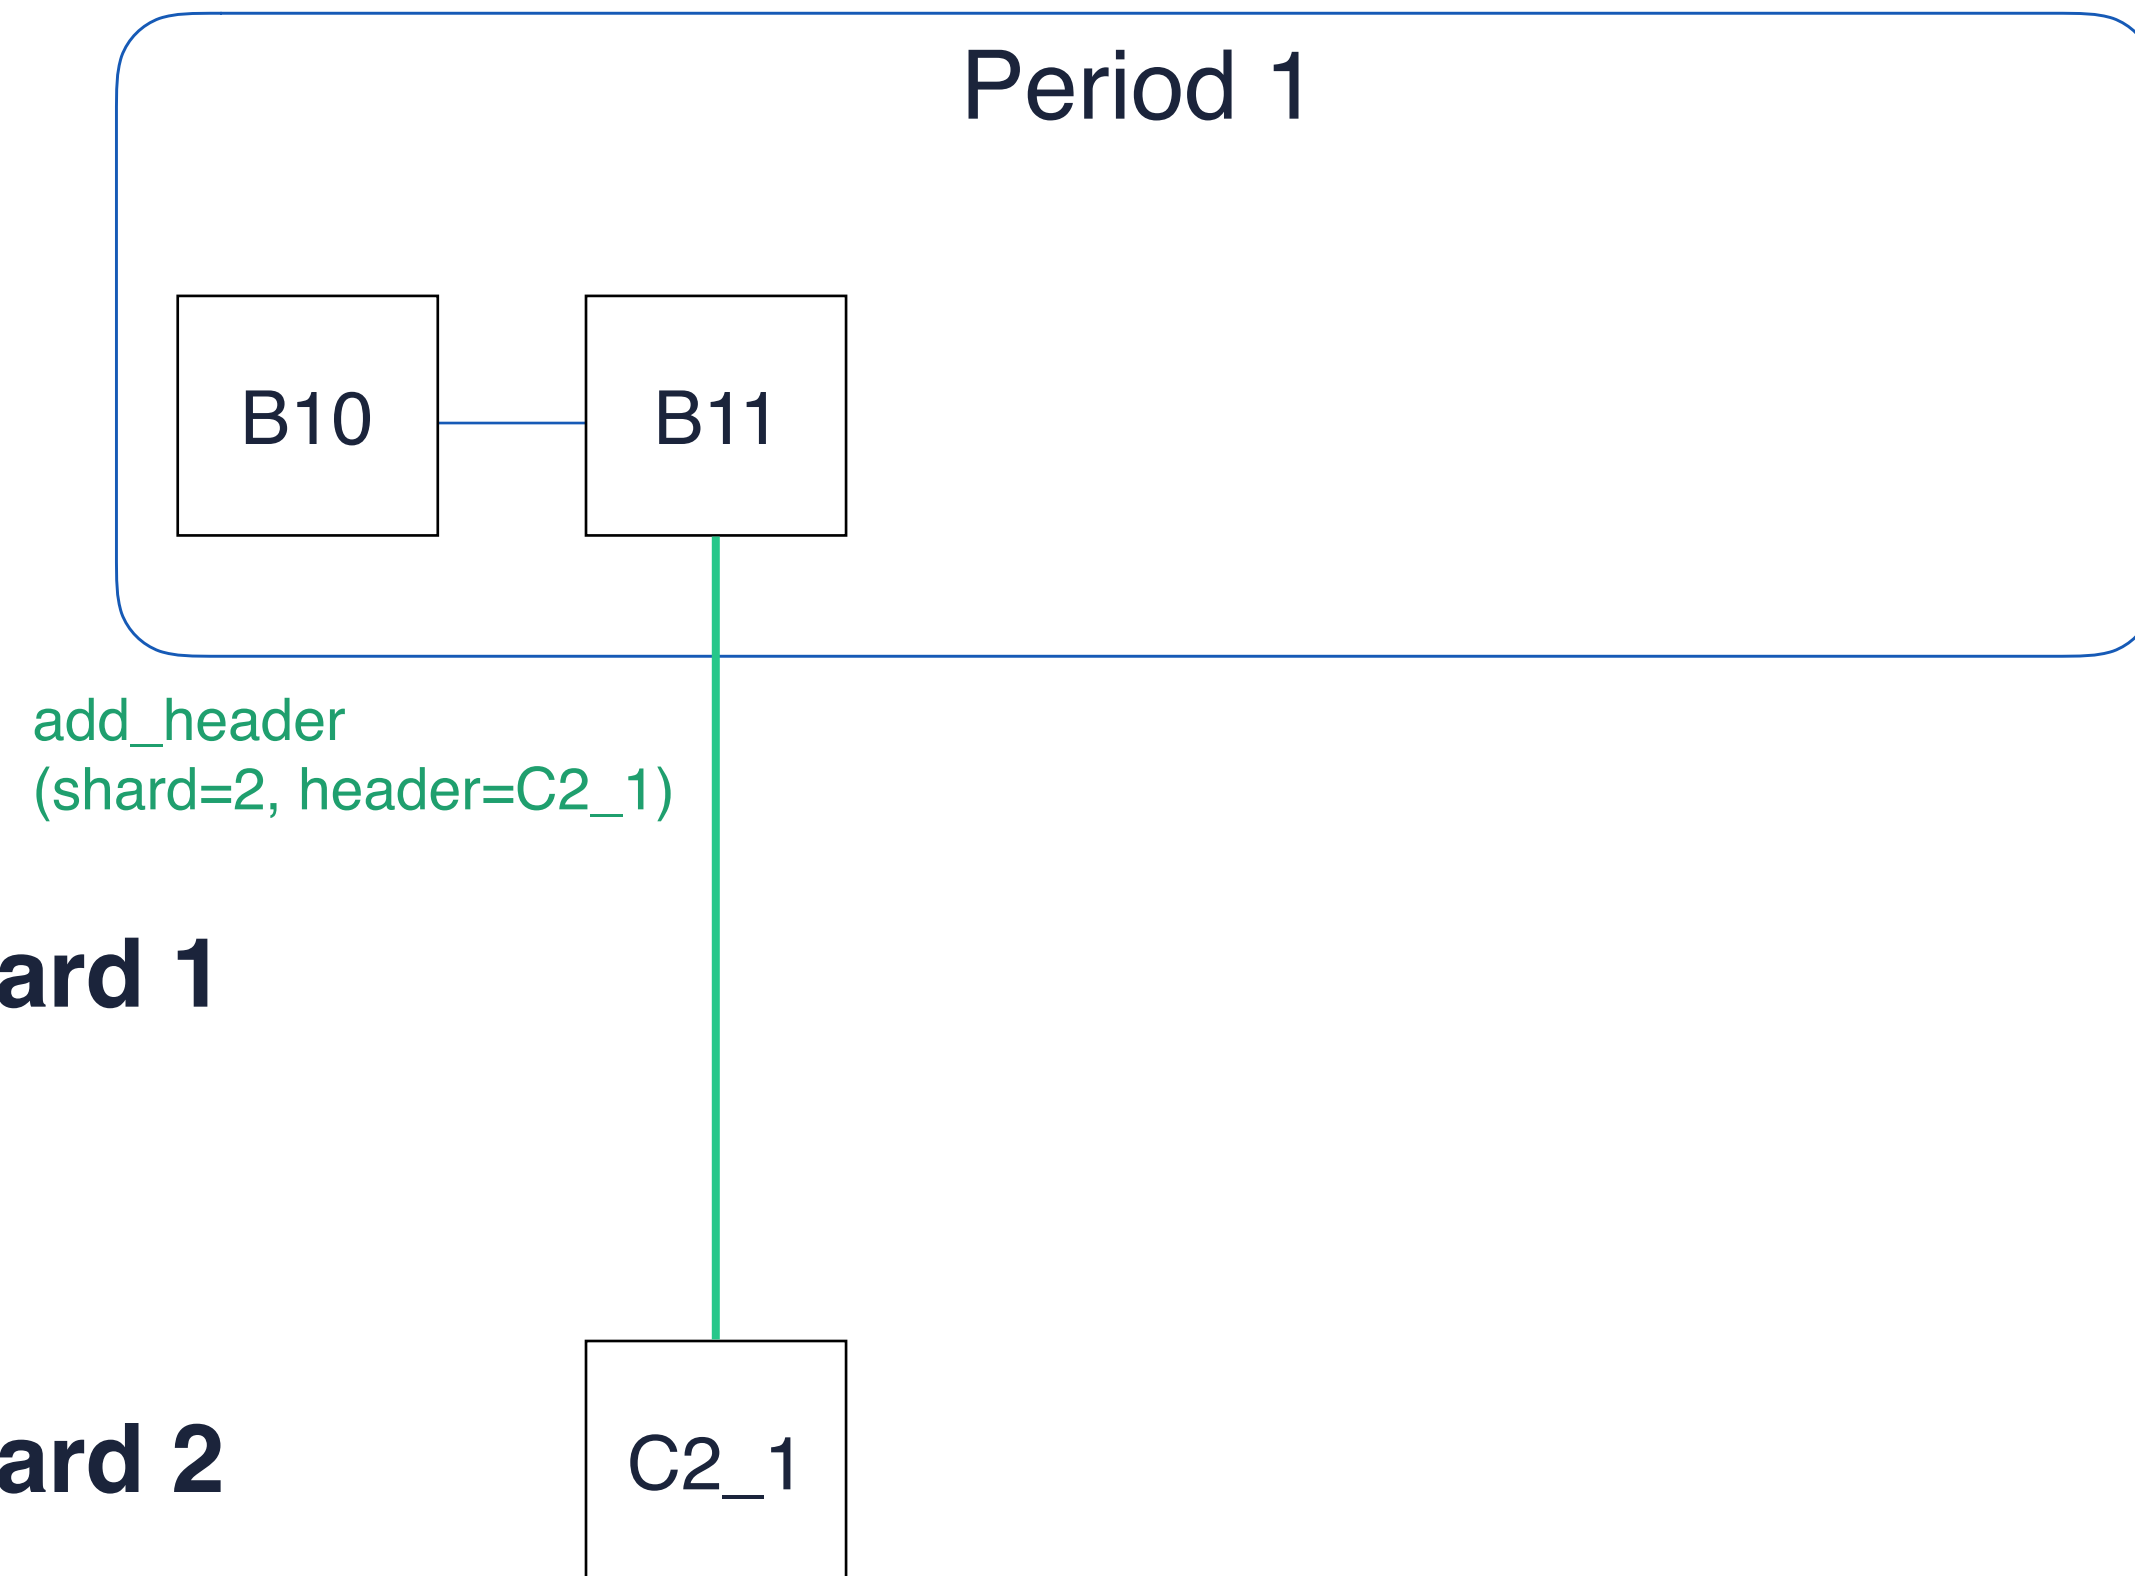 Period 1
B10
B11
add_header
(shard=2, header=C2_1)
ard 1
ard 2
C2_1